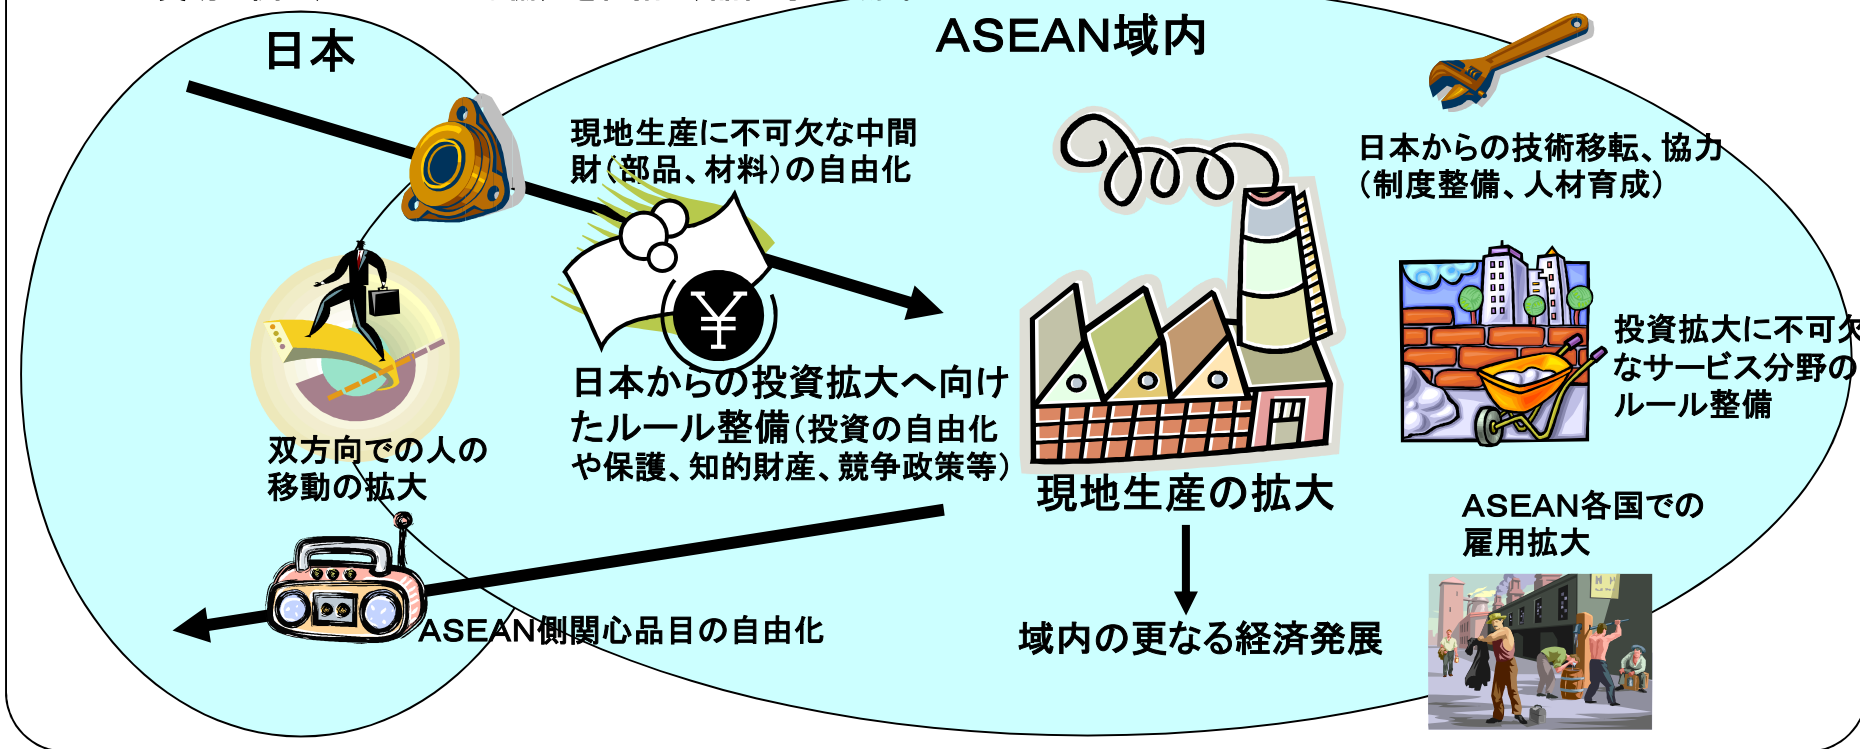 日本
ASEAN域内
現地生産に不可欠な中間
財(部品、材料)の自由化
日本からの技術移転、協力
(制度整備、人材育成)
¥
日本からの投資拡大へ向け
たルール整備(投資の自由化
や保護、知的財産、競争政策等)
投資拡大に不可欠
なサービス分野の
ルール整備
双方向での人の
移動の拡大
現地生産の拡大
ASEAN各国での
雇用拡大
ASEAN側関心品目の自由化
域内の更なる経済発展